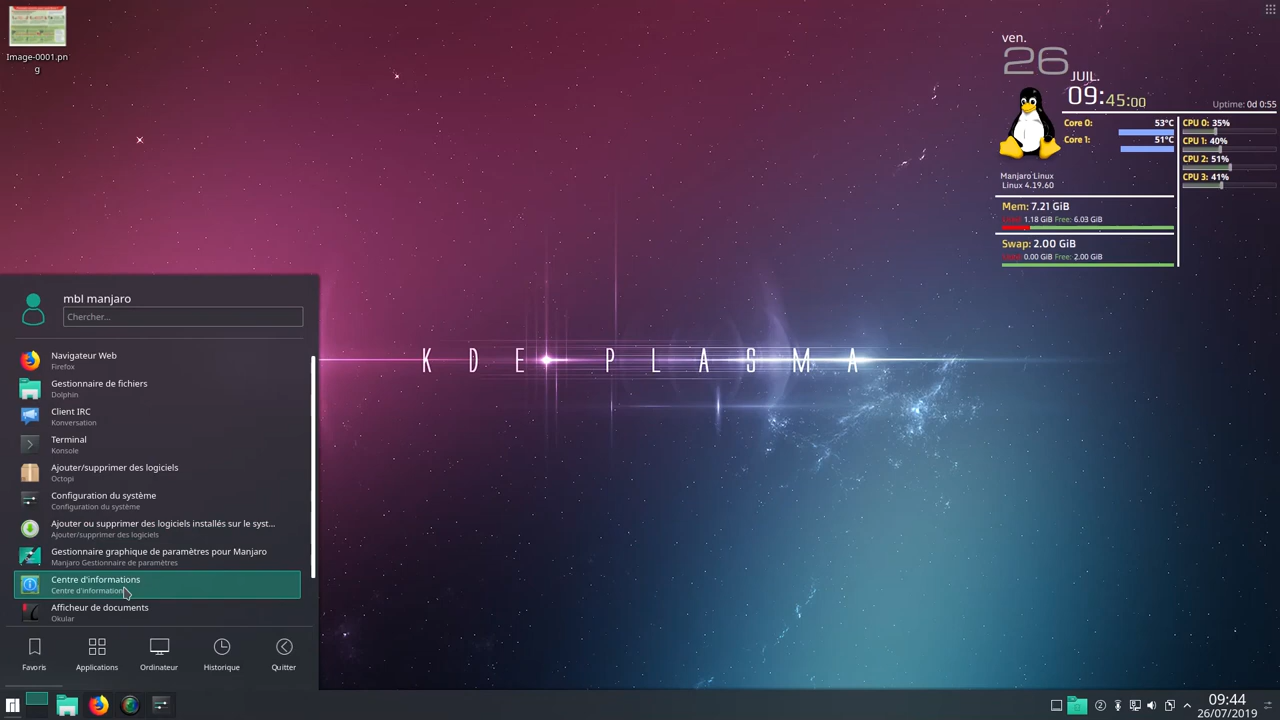 Image-0001.pn
g
ven.
26
JUIL.
09:45:00
Uptime: 0d 0:55
Core 0: 53°C
Core 1: 51°C
CPU 0: 35%
CPU 1: 40%
CPU 2: 51%
CPU 3: 41%
Manjaro Linux
Linux 4.19.60
Mem: 7.21 GiB
1.18 GiB Free: 6.03 GiB
Swap: 2.00 GiB
0.00 GiB Free: 2.00 GiB
KDE PLASMA
mbl manjaro
Chercher...
Navigateur Web
Firefox
Gestionnaire de fichiers
Dolphin
Client IRC
Konversation
Terminal
Konsole
Ajouter/supprimer des logiciels
Octopi
Configuration du système
Configuration du système
Ajouter ou supprimer des logiciels installés sur le syst...
Ajouter/supprimer des logiciels
Gestionnaire graphique de paramètres pour Manjaro
Manjaro Gestionnaire de paramètres
Centre d'informations
Centre d'informations
Afficheur de documents
Okular
Favoris
Applications
Ordinateur
Historique
Quitter
2
09:44
26/07/2019